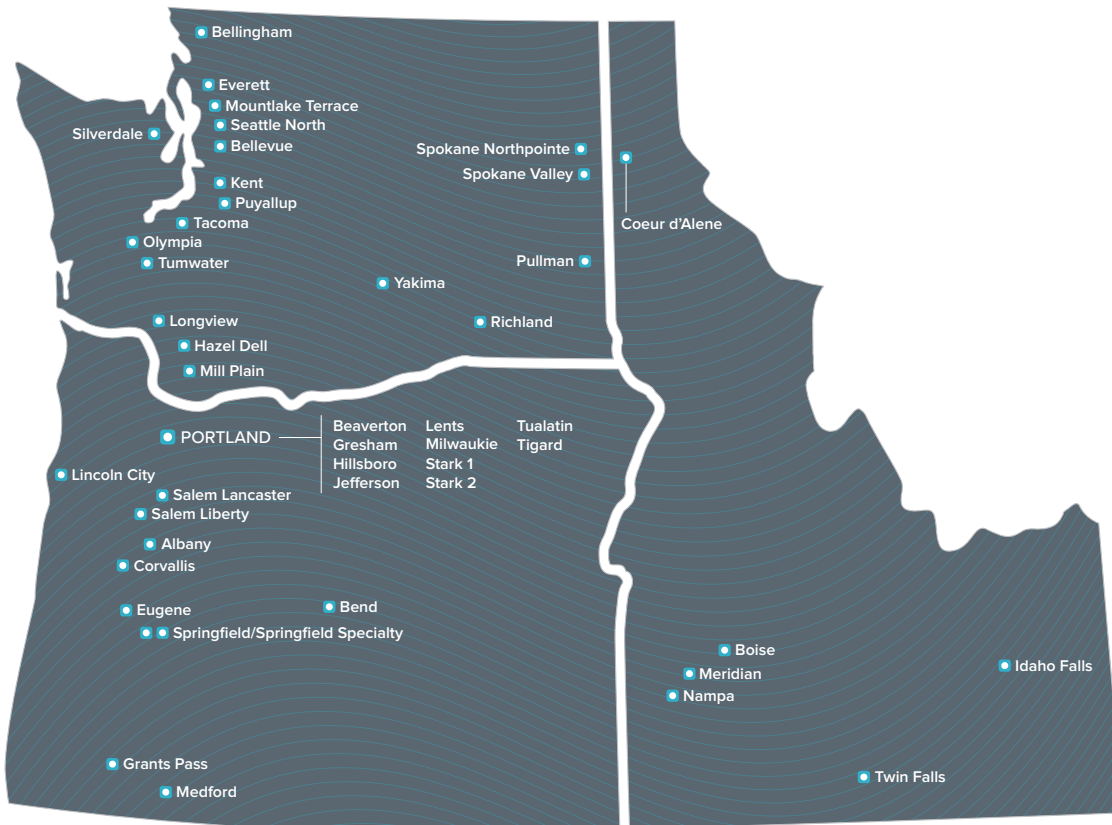 Bellingham
Everett
Mountlake Terrace
Seattle North
Silverdale
Bellevue
Spokane Northpointe
Spokane Valley
Kent
Puyallup
Tacoma
Coeur d'Alene
Olympia
Tumwater
Pullman
Yakima
Longview
Richland
Hazel Dell
Mill Plain
PORTLAND
Beaverton Lents Tualatin
Gresham Milwaukie Tigard
Hillsboro Stark 1
Jefferson Stark 2
Lincoln City
Salem Lancaster
Salem Liberty
Albany
Corvallis
Eugene
Bend
Springfield/Springfield Specialty
Boise
Meridian
Idaho Falls
Nampa
Grants Pass
Twin Falls
Medford